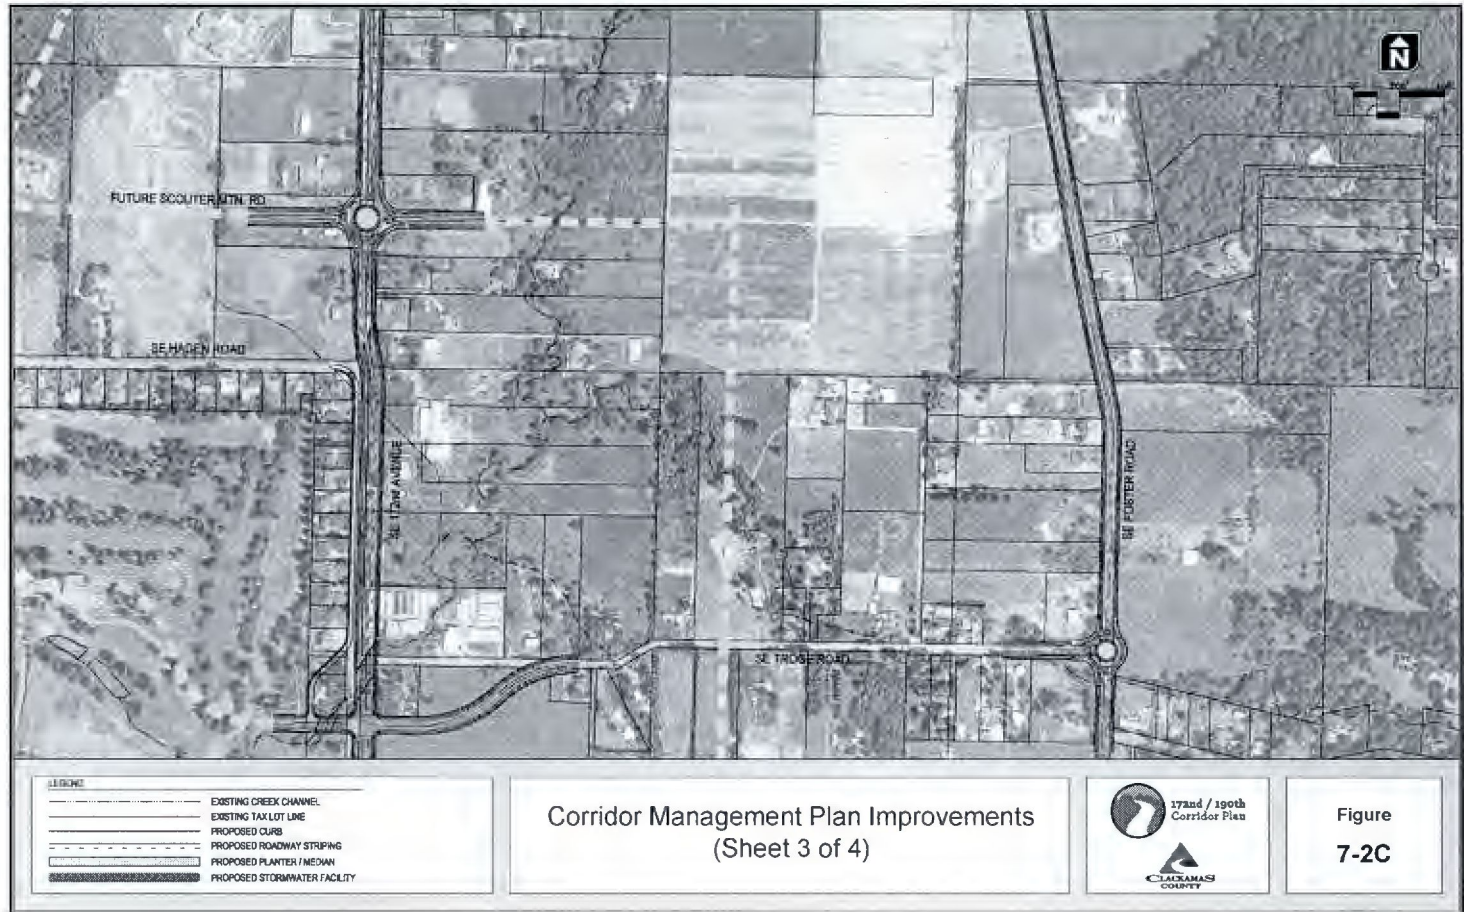 N
FUTURE SCOUTER MTN. RD
SE HAGEN ROAD
SE 172nd AVENUE
SE FOSTER ROAD
SE TROGE ROAD
LEGEND
EXISTING CREEK CHANNEL
EXISTING TAX LOT LINE
PROPOSED CURB
PROPOSED ROADWAY STRIPING
PROPOSED PLANTER / MEDIAN
PROPOSED STORMWATER FACILITY
Corridor Management Plan Improvements
(Sheet 3 of 4)
172nd / 190th
Corridor Plan
CLACKAMAS
COUNTY
Figure
7-2C